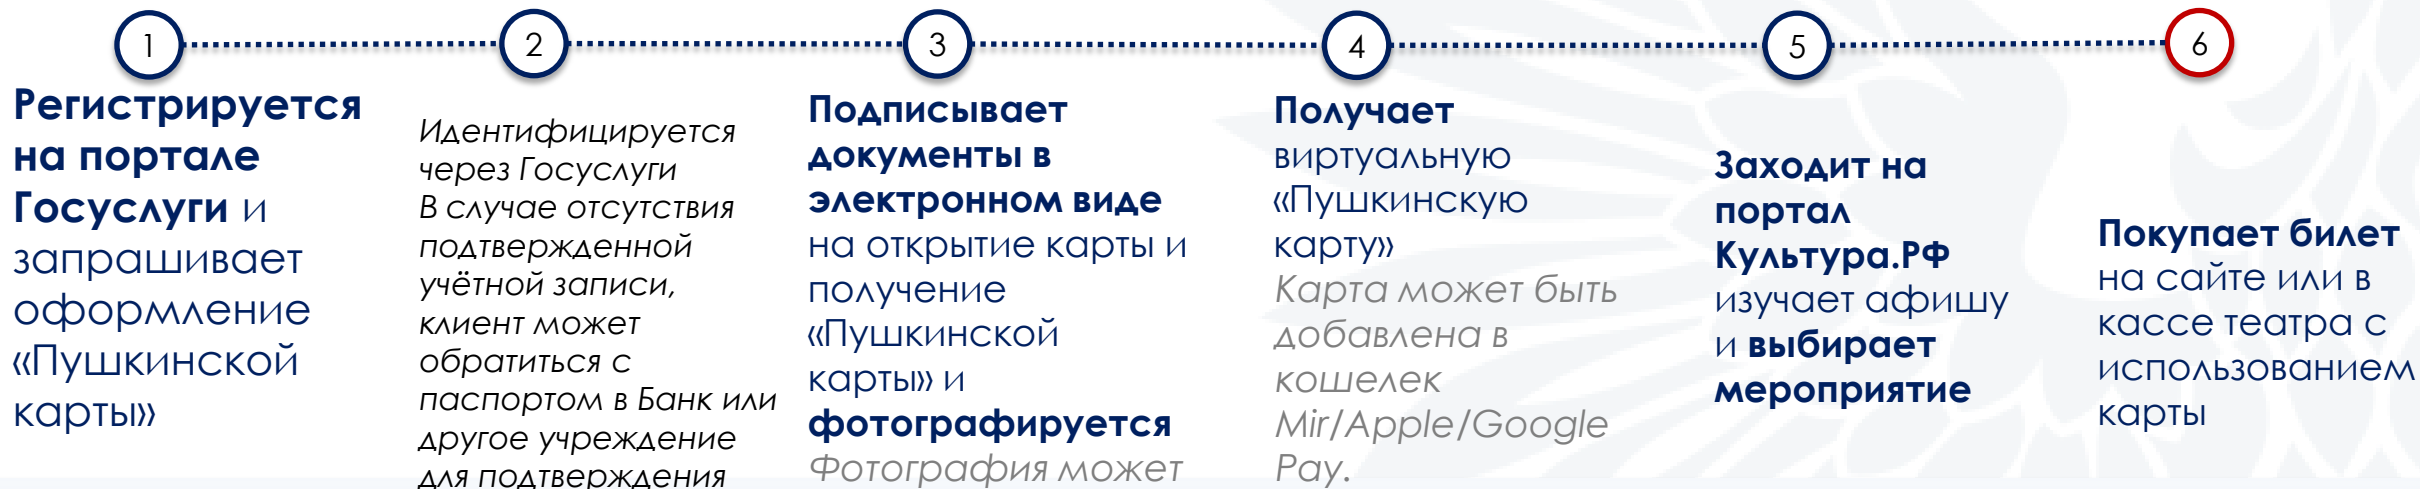 1
Регистрируется
на портале
Госуслуги и
запрашивает
оформление
«Пушкинской
карты»
2
Идентифицируется
через Госуслуги
В случае отсутствия
подтвержденной
учётной записи,
клиент может
обратиться с
паспортом в Банк или
другое учреждение
для подтверждения
3
Подписывает
документы в
электронном виде
на открытие карты и
получение
«Пушкинской
карты» и
фотографируется
Фотография может
4
Получает
виртуальную
«Пушкинскую
карту»
Карта может быть
добавлена в
кошелек
Mir/Apple/Google
Pay.
5
Заходит на
портал
Культура.РФ
изучает афишу
и выбирает
мероприятие
6
Покупает билет
на сайте или в
кассе театра с
использованием
карты